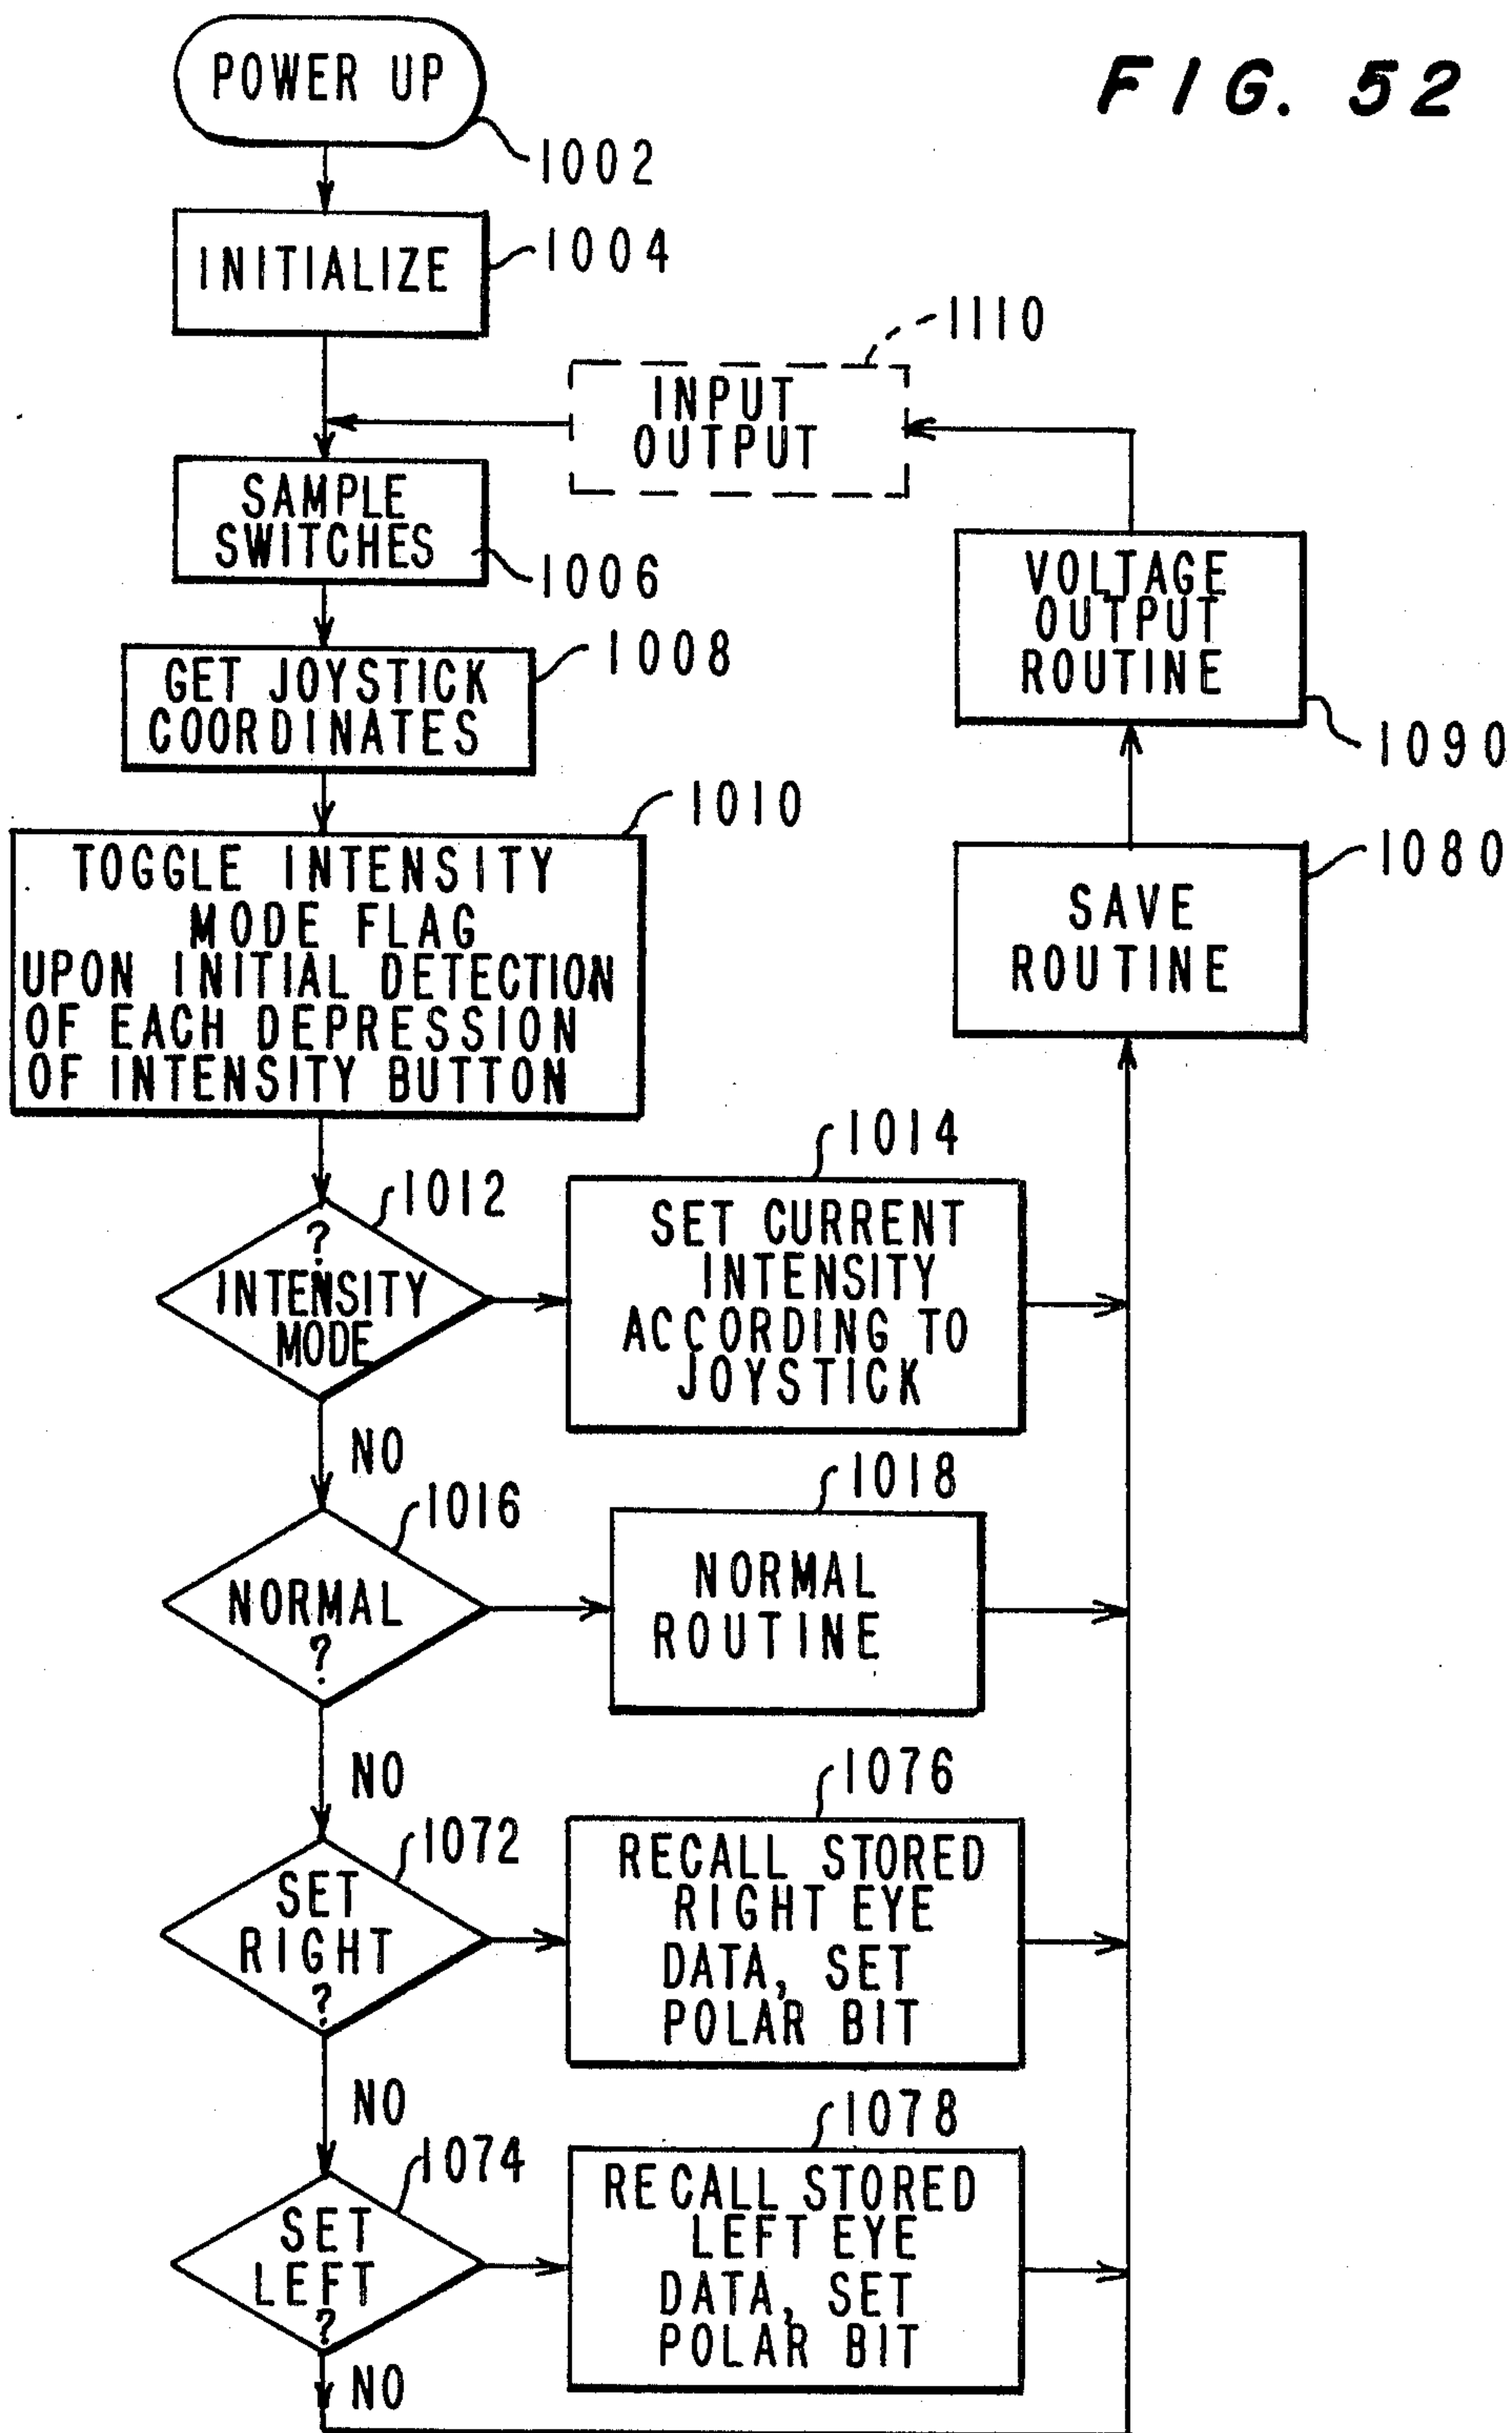 FIG. 52
POWER UP
1002
INITIALIZE
1004
1110
INPUT
OUTPUT
SAMPLE
SWITCHES
1006
VOLTAGE
OUTPUT
ROUTINE
1090
GET JOYSTICK
COORDINATES
1008
1010
TOGGLE INTENSITY
MODE FLAG
UPON INITIAL DETECTION
OF EACH DEPRESSION
OF INTENSITY BUTTON
1080
SAVE
ROUTINE
1012
?
INTENSITY
MODE
1014
SET CURRENT
INTENSITY
ACCORDING TO
JOYSTICK
NO
1016
NORMAL
?
1018
NORMAL
ROUTINE
NO
1072
SET
RIGHT
?
1076
RECALL STORED
RIGHT EYE
DATA, SET
POLAR BIT
NO
1074
SET
LEFT
?
1078
RECALL STORED
LEFT EYE
DATA, SET
POLAR BIT
NO